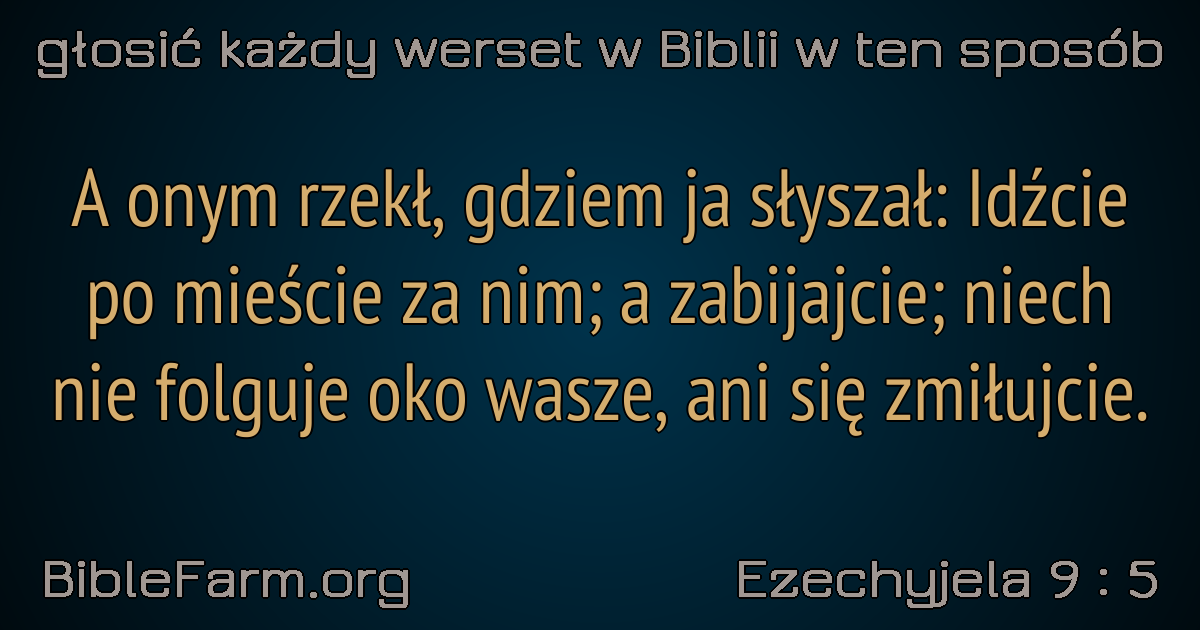 głosić każdy werset w Biblii w ten sposób
A onym rzekł, gdziem ja słyszał: Idźcie
po mieście za nim; a zabijajcie; niech
nie folguje oko wasze, ani się zmiłujcie.
BibleFarm.org
Ezechyjela 9 : 5